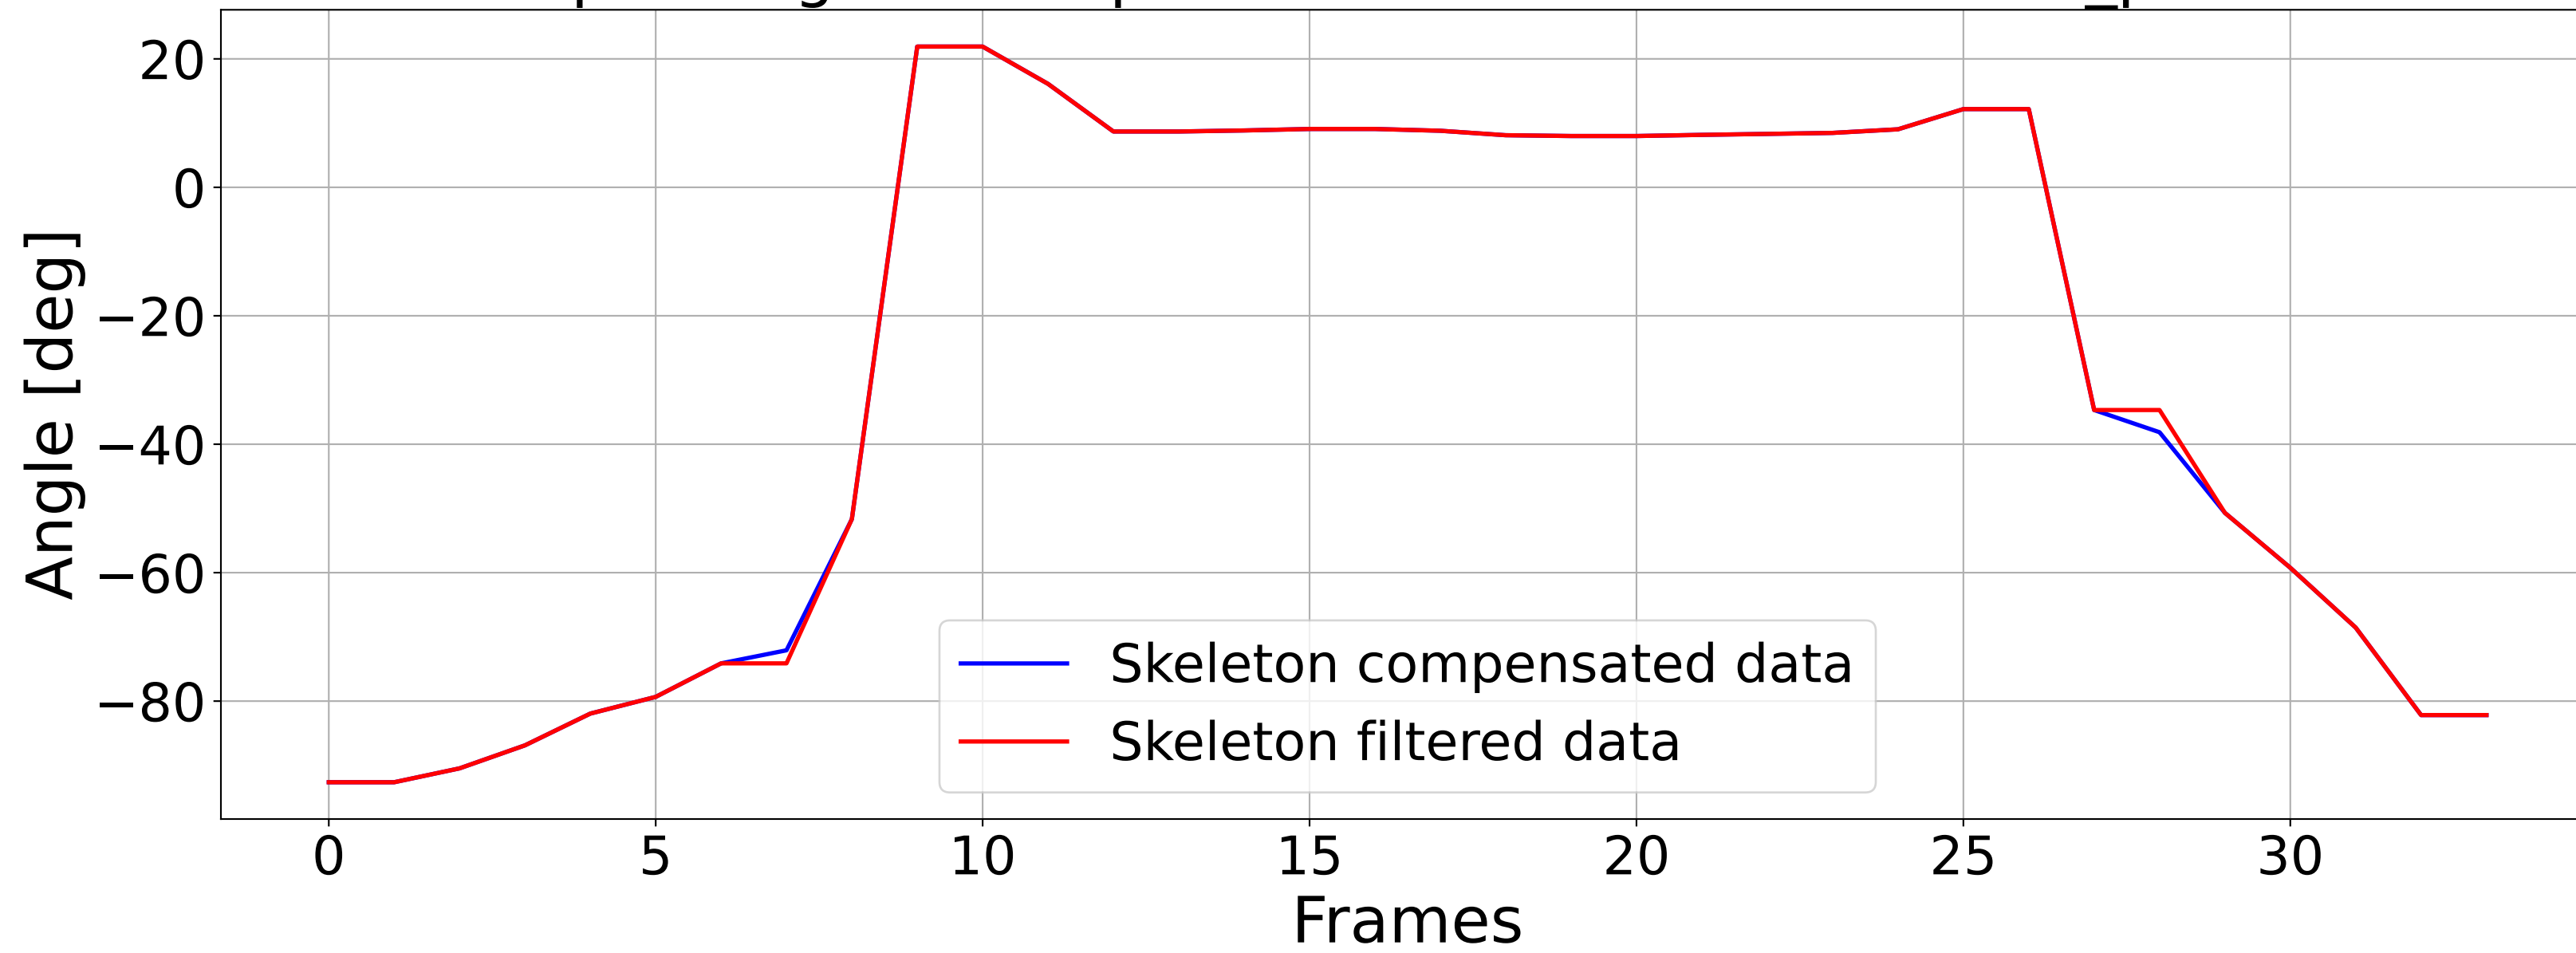 20
0
−20
−40
−60
−80
Angle [deg]
Skeleton compensated data
Skeleton filtered data
0 5 10 15 20 25 30
Frames